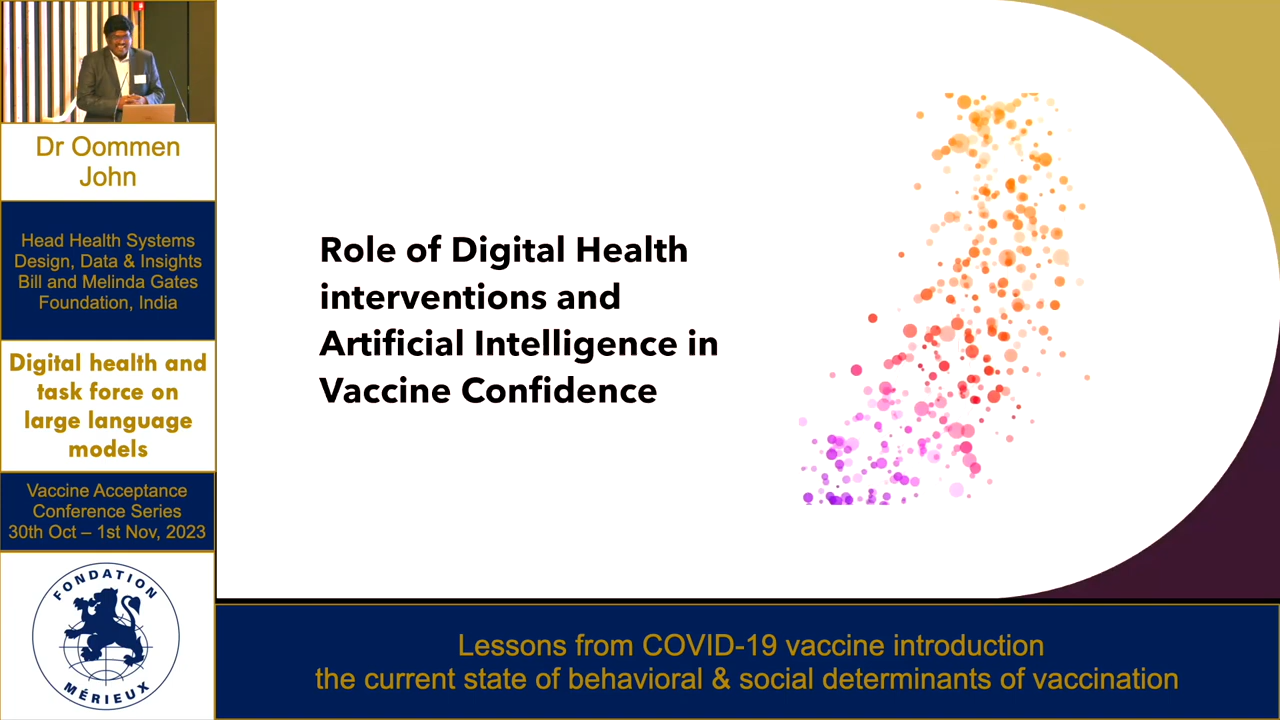 Dr Oommen
John
Head Health Systems
Design, Data & Insights
Bill and Melinda Gates
Foundation, India
Digital health and
task force on
large language
models
Vaccine Acceptance
Conference Series
30th Oct – 1st Nov, 2023
FONDATION
MÉRIEUX
Role of Digital Health
interventions and
Artificial Intelligence in
Vaccine Confidence
Lessons from COVID-19 vaccine introduction
the current state of behavioral & social determinants of vaccination